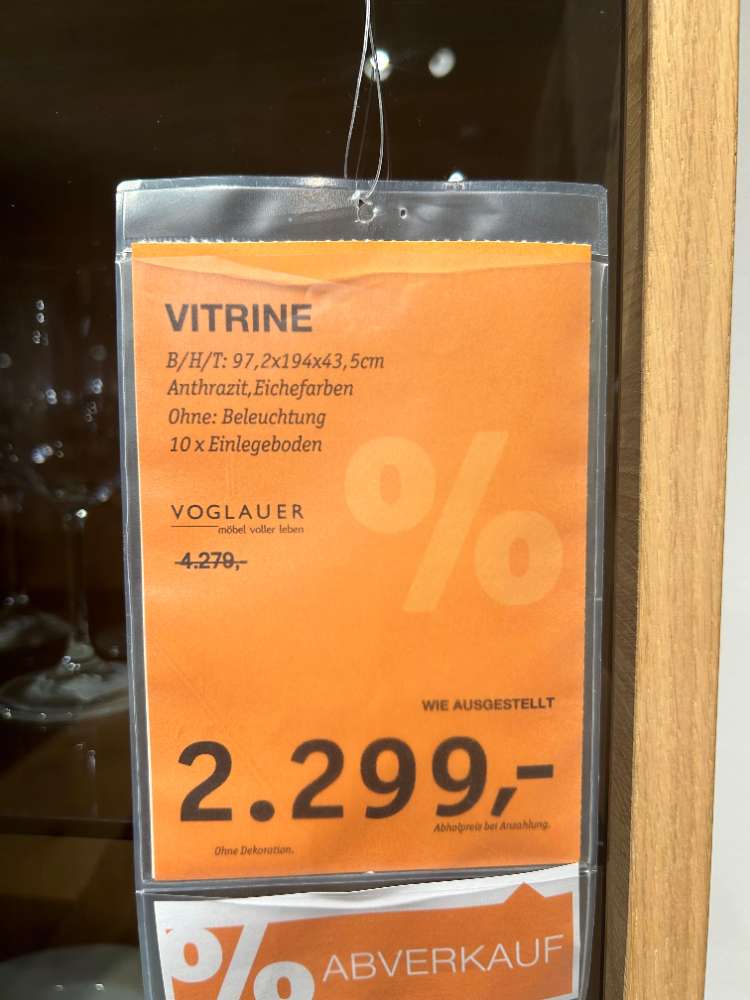 VITRINE
B/H/T: 97,2x194x43,5cm
Anthrazit,Eichefarben
Ohne: Beleuchtung
10 x Einlegeboden
%
VOGLAUER
möbel voller leben
4.279,-
WIE AUSGESTELLT
2.299,-
Abholpreis bei Anzahlung.
Ohne Dekoration.
% ABVERKAUF